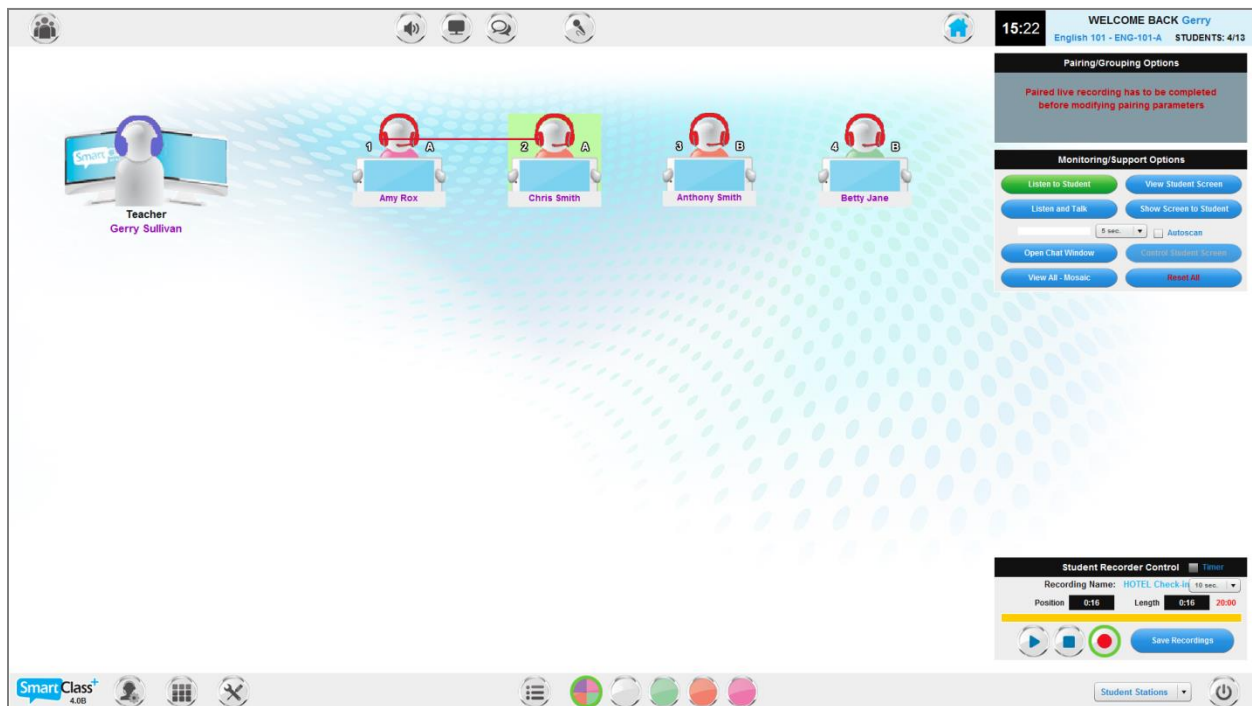 15:22
WELCOME BACK Gerry
English 101 - ENG-101-A STUDENTS: 4/13
Pairing/Grouping Options
Paired live recording has to be completed
before modifying pairing parameters
Smart
1 A
2 A
3 B
4 B
Amy Rox
Chris Smith
Anthony Smith
Betty Jane
Teacher
Gerry Sullivan
Monitoring/Support Options
Listen to Student
View Student Screen
Listen and Talk
Show Screen to Student
5 sec.
Autoscan
Open Chat Window
Control Student Screen
View All - Mosaic
Reset All
Student Recorder Control
Timer
Recording Name: HOTEL Check-in
10 sec.
Position 0:16 Length 0:16 20:00
Save Recordings
SmartClass+
4.0B
Student Stations